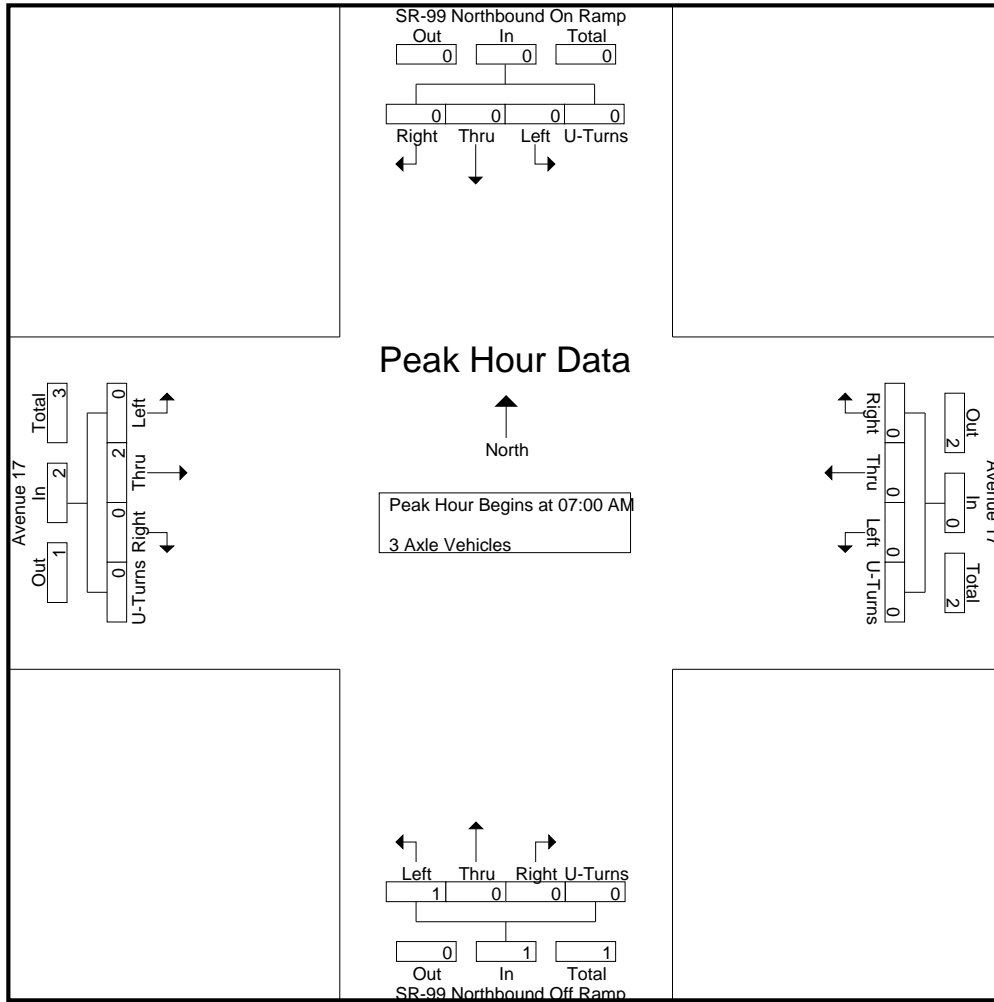 SR-99 Northbound On Ramp
Out In Total
0 0 0
0 0 0 0
Right Thru Left U-Turns
Peak Hour Data
North
Peak Hour Begins at 07:00 AM
3 Axle Vehicles
Avenue 17
Total In Out
3 2 1
0 2 0 0
Left Thru Right U-Turns
Avenue 17
Out In Total
2 0 2
0 0 0 0
Right Thru Left U-Turns
Left Thru Right U-Turns
1 0 0 0
0 1 1
Out In Total
SR-99 Northbound Off Ramp